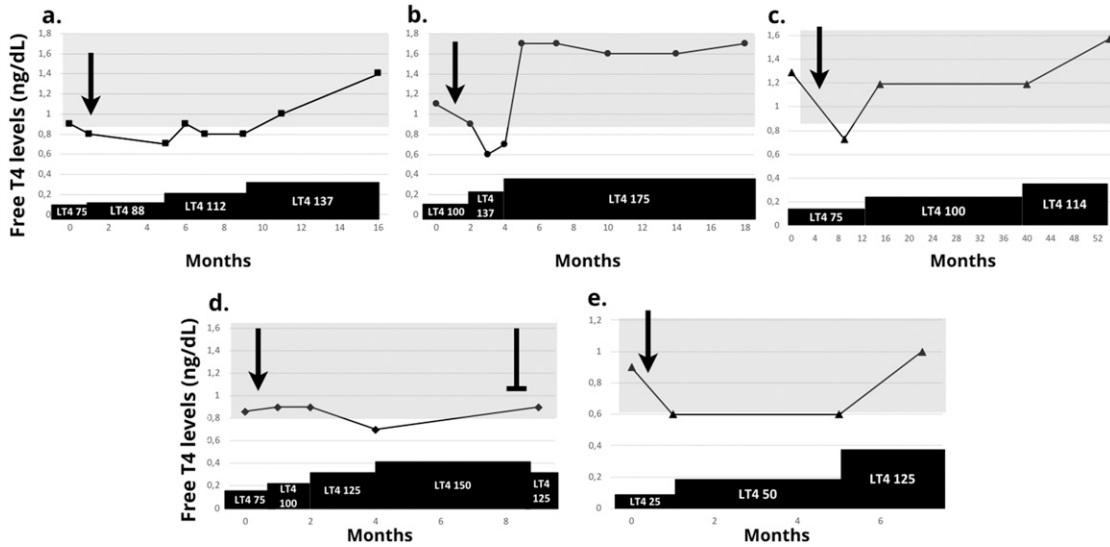 a.
b.
c.
Free T4 levels (ng/dL)
1,8
1,6
1,4
1,2
1
0,8
0,6
0,4
0,2
0
LT4 75
LT4 88
LT4 112
LT4 137
0 2 4 6 8 10 12 14 16
Months
1,8
1,6
1,4
1,2
1
0,8
0,6
0,4
0,2
0
LT4 100
LT4
137
LT4 175
0 2 4 6 8 10 12 14 16 18
Months
1,6
1,4
1,2
1
0,8
0,6
0,4
0,2
0
LT4 75
LT4 100
LT4 114
0 4 8 12 16 20 24 28 32 36 40 44 48 52
Months
d.
e.
Free T4 levels (ng/dL)
1,6
1,4
1,2
1
0,8
0,6
0,4
0,2
0
LT4 75
LT4
100
LT4 125
LT4 150
LT4
125
0 2 4 6 8
Months
1,2
1
0,8
0,6
0,4
0,2
0
LT4 25
LT4 50
LT4 125
0 2 4 6
Months